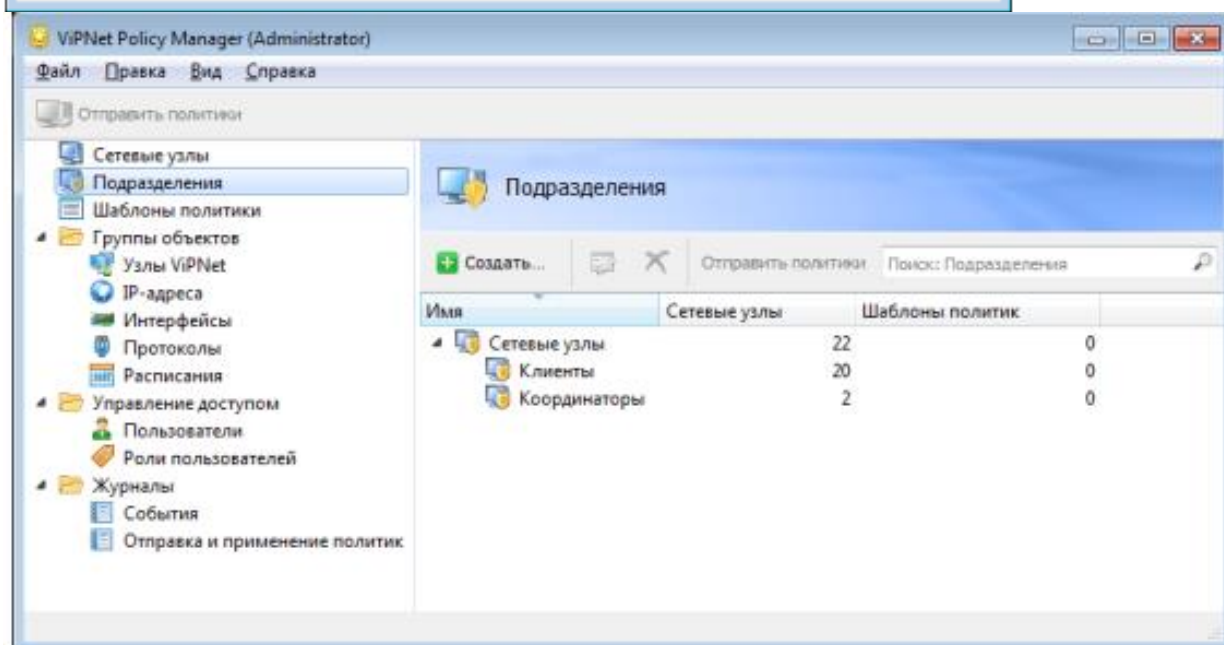 ViPNet Policy Manager (Administrator)
Файл Правка Вид Справка
Отправить политики
Сетевые узлы
Подразделения
Шаблоны политики
Группы объектов
Узлы ViPNet
IP-адреса
Интерфейсы
Протоколы
Расписания
Управление доступом
Пользователи
Роли пользователей
Журналы
События
Отправка и применение политик
Подразделения
Создать... Отправить политики Поиск: Подразделения
Имя Сетевые узлы Шаблоны политик
Сетевые узлы 22 0
Клиенты 20 0
Координаторы 2 0